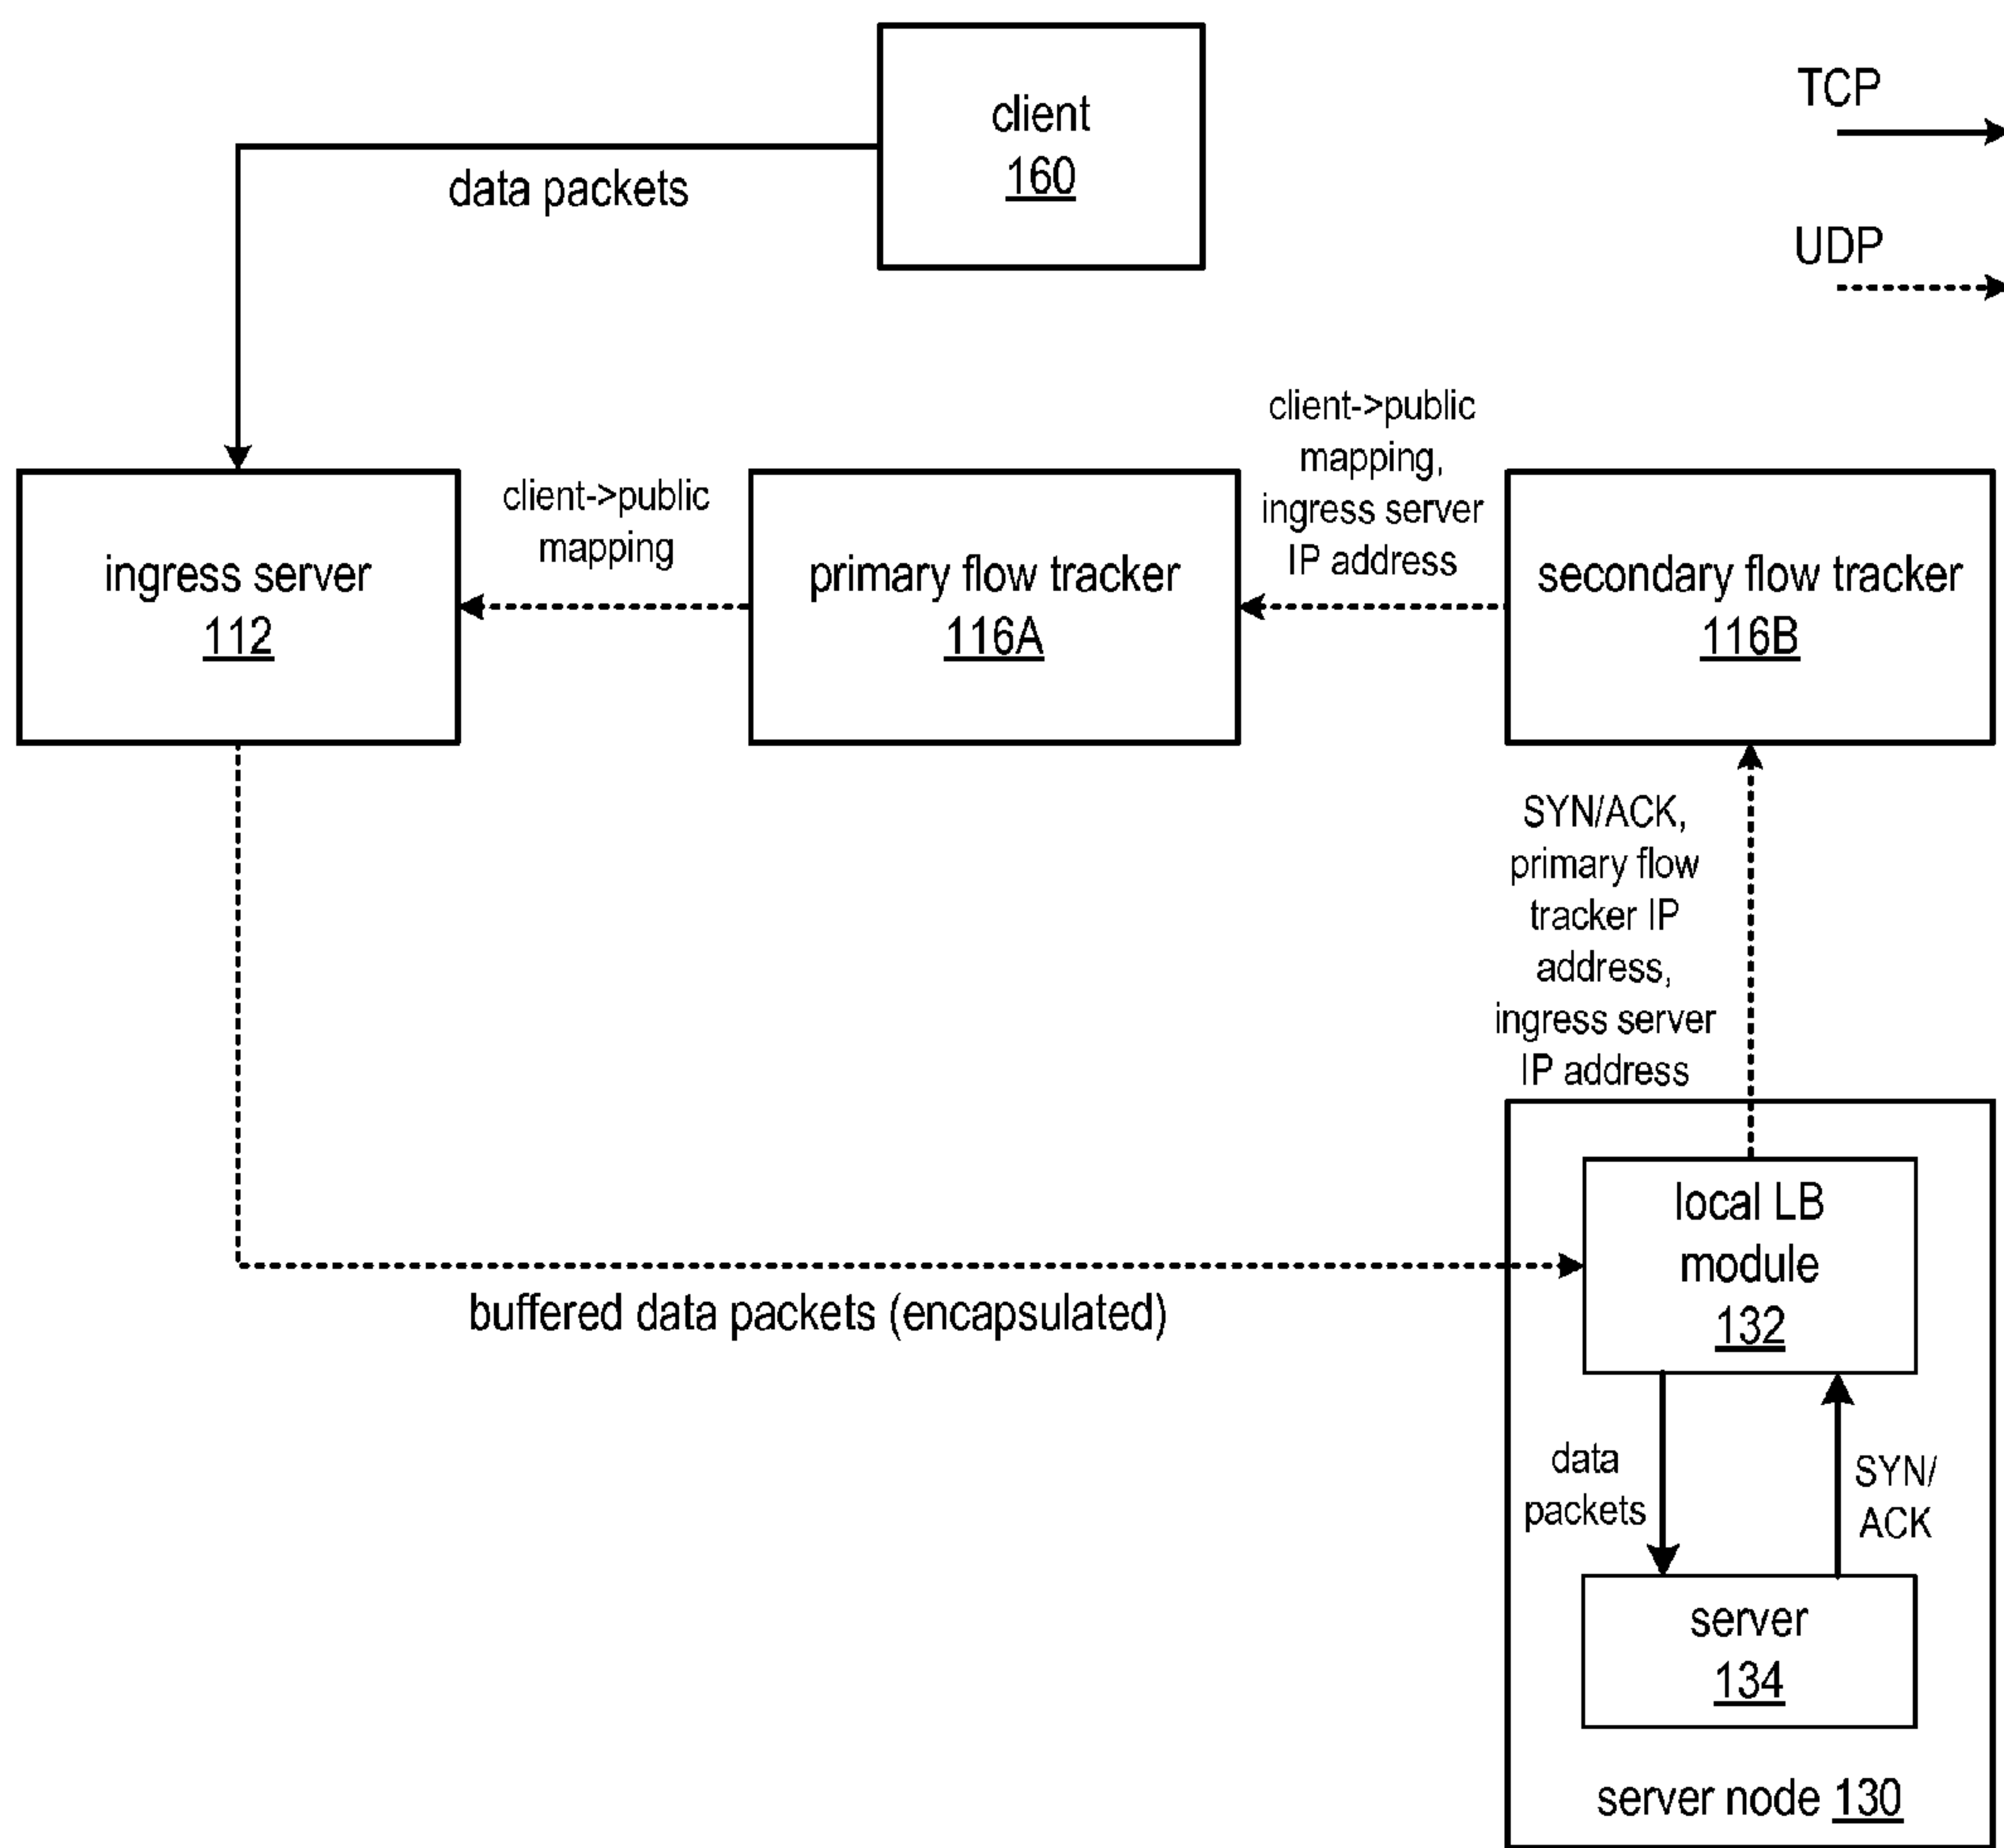 client
160
TCP
data packets
UDP
client->public
mapping,
ingress server
IP address
client->public
mapping
ingress server
112
primary flow tracker
116A
secondary flow tracker
116B
SYN/ACK,
primary flow
tracker IP
address,
ingress server
IP address
local LB
module
132
buffered data packets (encapsulated)
data
packets
SYN/
ACK
server
134
server node 130